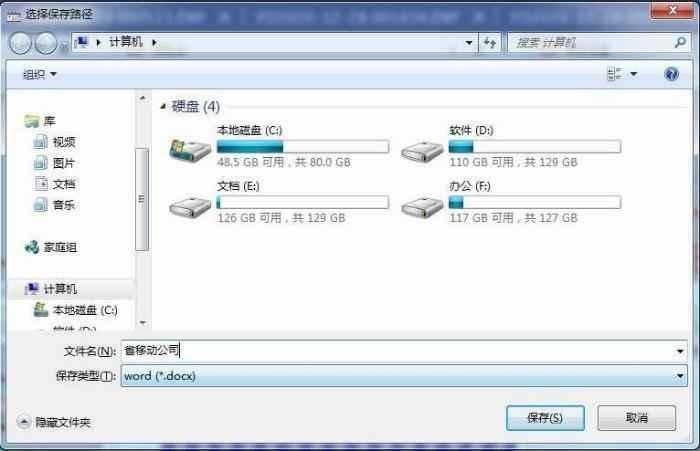 选择保存路径
计算机
搜索 计算机
组织
库
视频
图片
文档
音乐
家庭组
计算机
本地磁盘 (C:)
软件 (D:)
硬盘 (4)
本地磁盘 (C:)
48.5 GB 可用，共 80.0 GB
软件 (D:)
110 GB 可用，共 129 GB
文档 (E:)
126 GB 可用，共 129 GB
办公 (F:)
117 GB 可用，共 127 GB
文件名(N): 省移动公司
保存类型(T): word (*.docx)
隐藏文件夹
保存(S)
取消